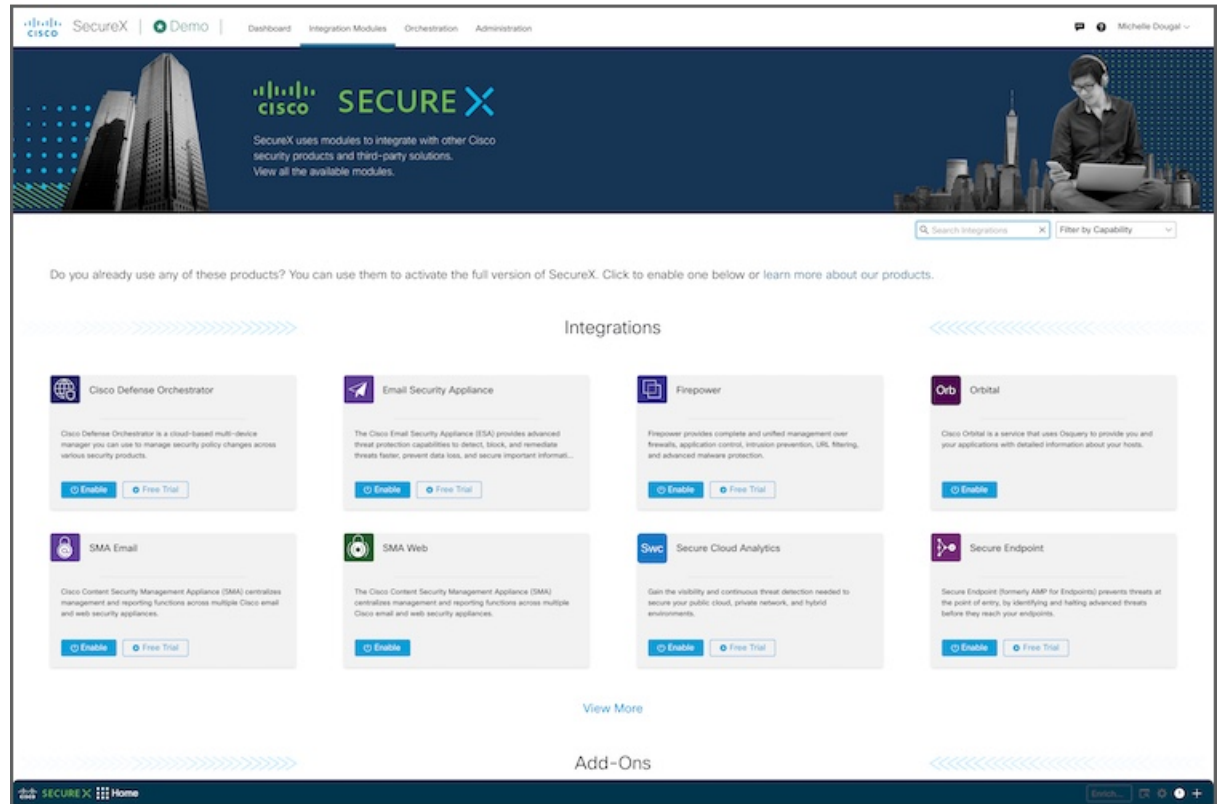 CISCO SecureX Demo Dashboard Integration Modules Orchestration Administration Michelle Dougal
CISCO SECURE X
SecureX uses modules to integrate with other Cisco
security products and third-party solutions.
View all the available modules.
Search Integrations Filter by Capability
Do you already use any of these products? You can use them to activate the full version of SecureX. Click to enable one below or learn more about our products.
Integrations
Cisco Defense Orchestrator
Cisco Defense Orchestrator is a cloud-based multi-device
manager you can use to manage security policy changes across
various security products.
Enable Free Trial
Email Security Appliance
The Cisco Email Security Appliance (ESA) provides advanced
threat protection capabilities to detect, block, and remediate
threats faster, prevent data loss, and secure important informati...
Enable Free Trial
Firepower
Firepower provides complete and unified management over
firewalls, application control, intrusion prevention, URL filtering,
and advanced malware protection.
Enable Free Trial
Orb Orbital
Cisco Orbital is a service that uses Osquery to provide you and
your applications with detailed information about your hosts.
Enable
SMA Email
Cisco Content Security Management Appliance (SMA) centralizes
management and reporting functions across multiple Cisco email
and web security appliances.
Enable Free Trial
SMA Web
The Cisco Content Security Management Appliance (SMA)
centralizes management and reporting functions across multiple
Cisco email and web security appliances.
Enable
Swc Secure Cloud Analytics
Gain the visibility and continuous threat detection needed to
secure your public cloud, private network, and hybrid
environments.
Enable Free Trial
Secure Endpoint
Secure Endpoint (formerly AMP for Endpoints) prevents threats at
the point of entry, by identifying and halting advanced threats
before they reach your endpoints.
Enable Free Trial
View More
Add-Ons
CISCO SECURE X Home Enrich...